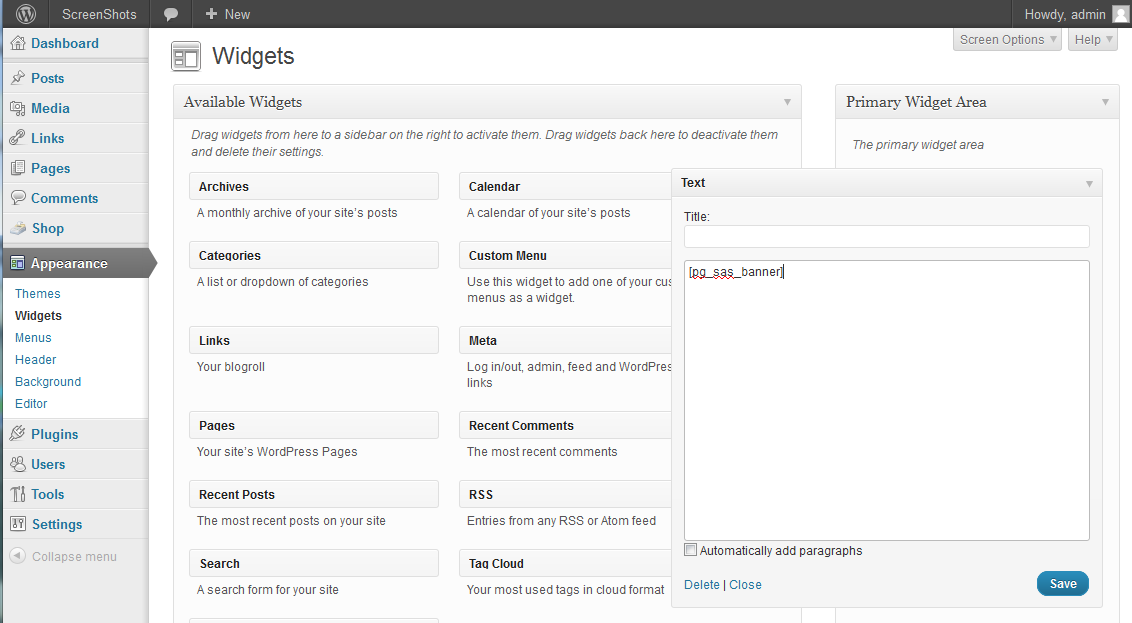 ScreenShots
New
Howdy, admin
Dashboard
Posts
Media
Links
Pages
Comments
Shop
Appearance
Themes
Widgets
Menus
Header
Background
Editor
Plugins
Users
Tools
Settings
Collapse menu
Screen Options
Help
Widgets
Available Widgets
Drag widgets from here to a sidebar on the right to activate them. Drag widgets back here to deactivate them
and delete their settings.
Archives
A monthly archive of your site's posts
Calendar
A calendar of your site's posts
Categories
A list or dropdown of categories
Custom Menu
Use this widget to add one of your cus
menus as a widget.
Links
Your blogroll
Meta
Log in/out, admin, feed and WordPres
links
Pages
Your site's WordPress Pages
Recent Comments
The most recent comments
Recent Posts
The most recent posts on your site
RSS
Entries from any RSS or Atom feed
Search
A search form for your site
Tag Cloud
Your most used tags in cloud format
Primary Widget Area
The primary widget area
Text
Title:
[pg_sas_banner]
Automatically add paragraphs
Delete | Close
Save